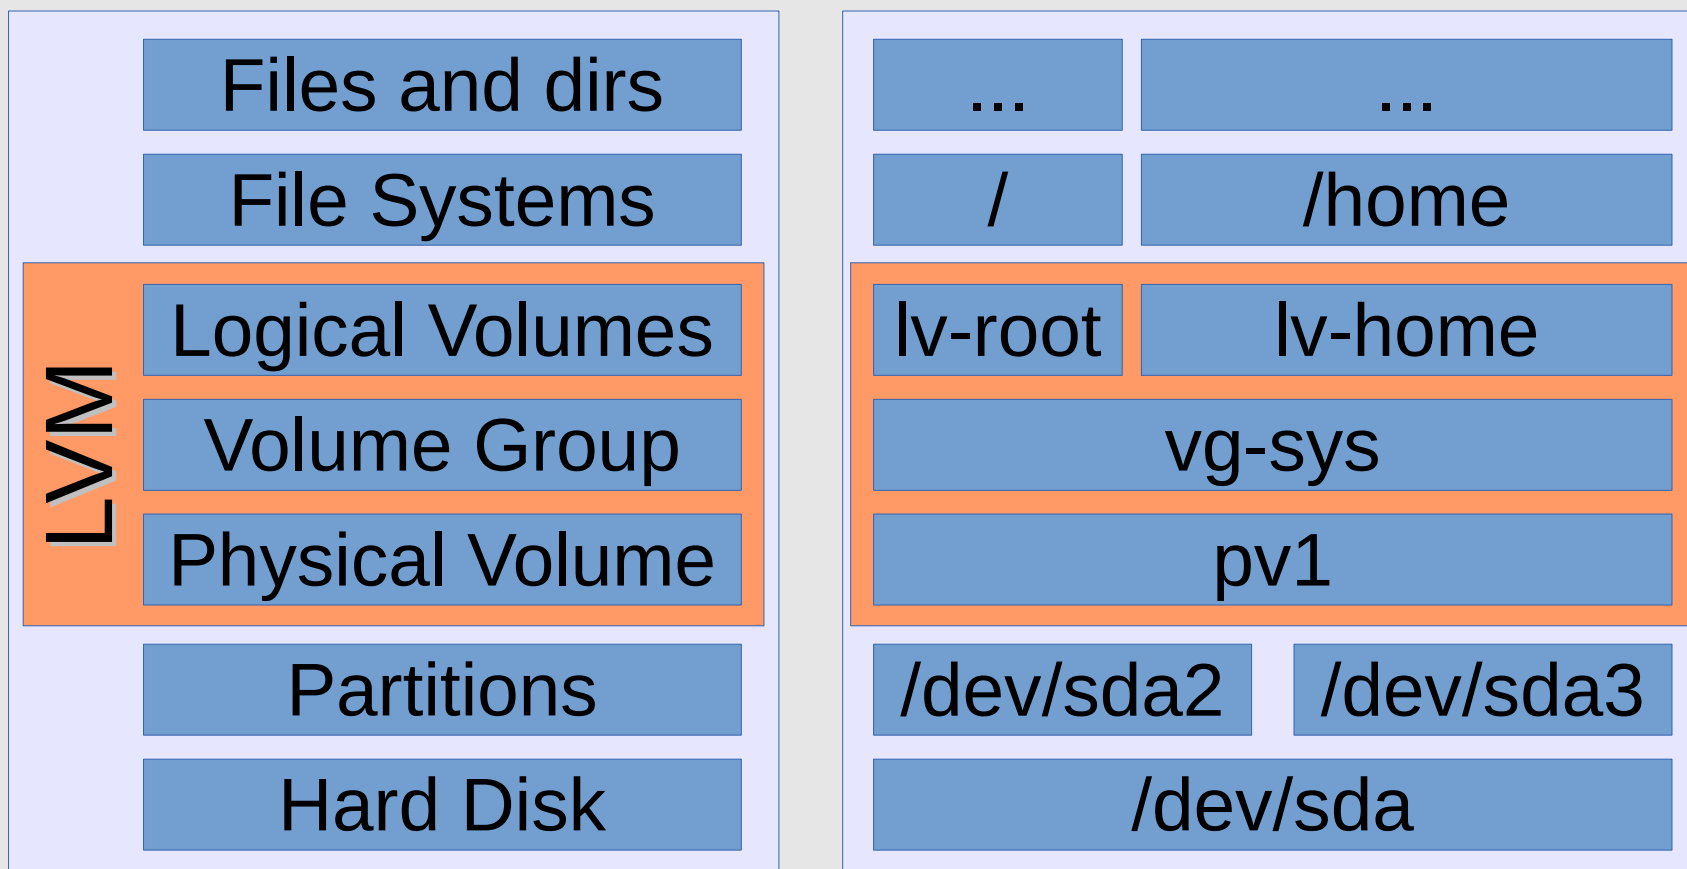 Files and dirs
File Systems
LVM
Logical Volumes
Volume Group
Physical Volume
Partitions
Hard Disk
... ...
/ /home
lv-root lv-home
vg-sys
pv1
/dev/sda2 /dev/sda3
/dev/sda